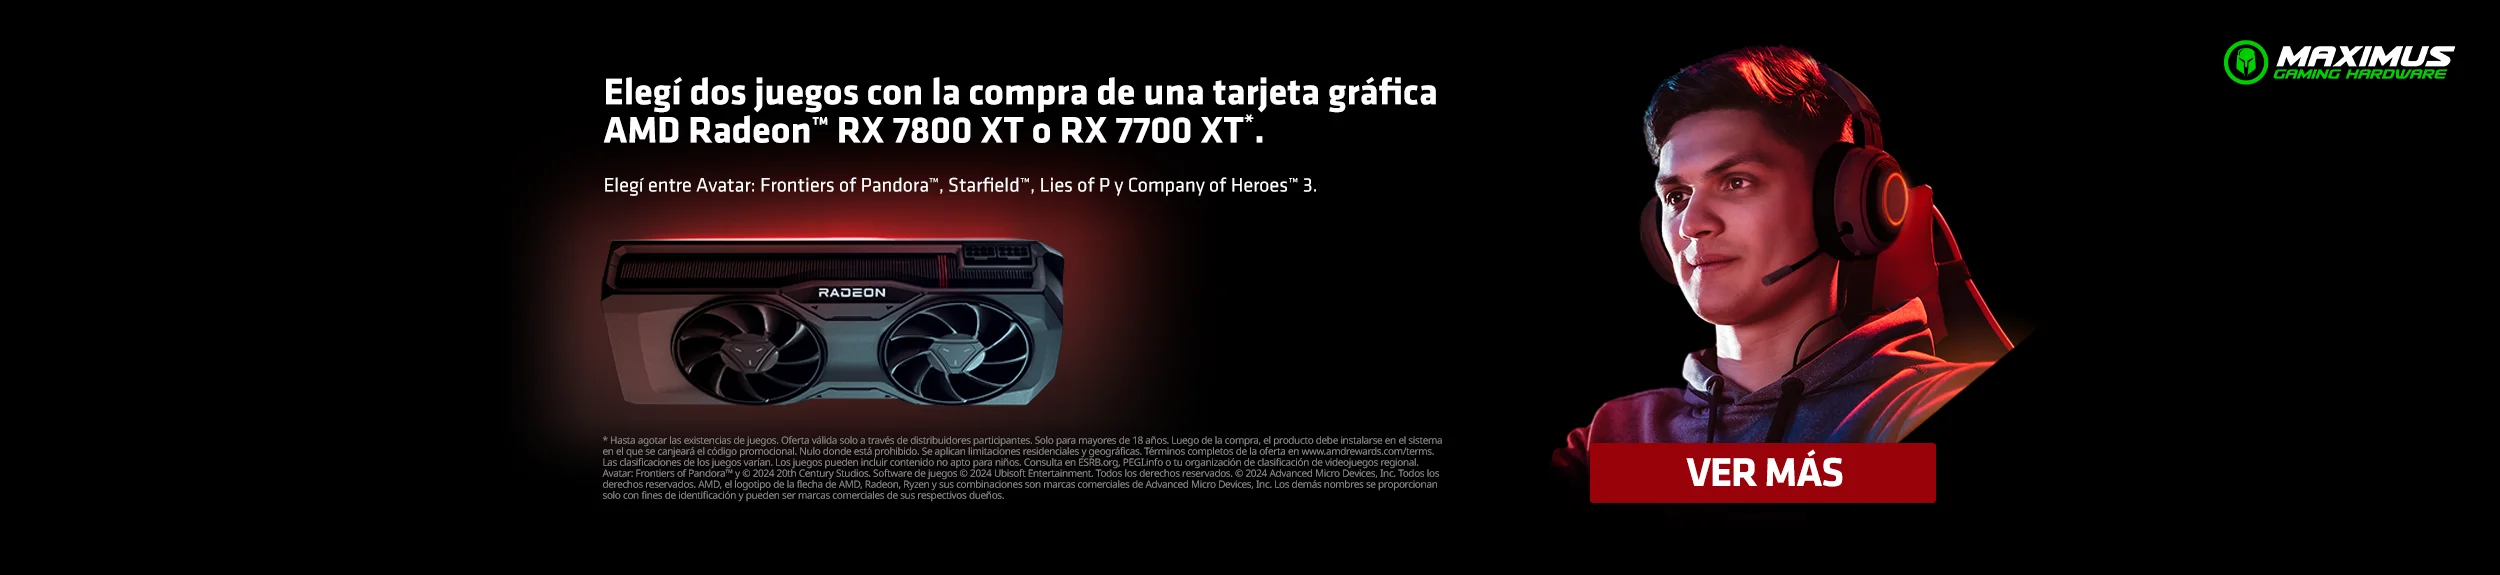 MAXIMUS
GAMING HARDWARE
Elegí dos juegos con la compra de una tarjeta gráfica
AMD Radeon™ RX 7800 XT o RX 7700 XT*.
Elegí entre Avatar: Frontiers of Pandora™, Starfield™, Lies of P y Company of Heroes™ 3.
RADEON
* Hasta agotar las existencias de juegos. Oferta válida solo a través de distribuidores participantes. Solo para mayores de 18 años. Luego de la compra, el producto debe instalarse en el sistema
en el que se canjeará el código promocional. Nulo donde está prohibido. Se aplican limitaciones residenciales y geográficas. Términos completos de la oferta en www.amdrewards.com/terms.
Las clasificaciones de los juegos varían. Los juegos pueden incluir contenido no apto para niños. Consulta en ESRB.org, PEGI.info o tu organización de clasificación de videojuegos regional.
Avatar: Frontiers of Pandora™ y © 2024 20th Century Studios. Software de juegos © 2024 Ubisoft Entertainment. Todos los derechos reservados. © 2024 Advanced Micro Devices, Inc. Todos los
derechos reservados. AMD, el logotipo de la flecha de AMD, Radeon, Ryzen y sus combinaciones son marcas comerciales de Advanced Micro Devices, Inc. Los demás nombres se proporcionan
solo con fines de identificación y pueden ser marcas comerciales de sus respectivos dueños.
VER MÁS